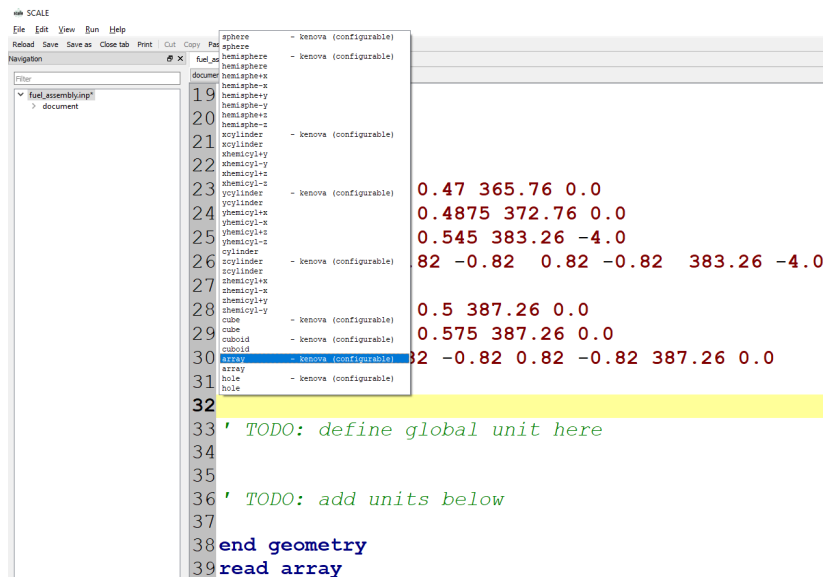 SCALE
File Edit View Run Help
Reload Save Save as Close tab Print Cut Copy Pas
Navigation
fuel_as
Filter
documen
fuel_assembly.inp*
document
sphere - kenova (configurable)
sphere
hemisphere - kenova (configurable)
hemisphere
hemisphe+x
hemisphe-x
hemisphe+y
hemisphe-y
hemisphe+z
hemisphe-z
xcylinder - kenova (configurable)
xcylinder
xhemicyl+y
xhemicyl-y
xhemicyl+z
xhemicyl-z
ycylinder - kenova (configurable)
ycylinder
yhemicyl+x
yhemicyl-x
yhemicyl+z
yhemicyl-z
cylinder
zcylinder - kenova (configurable)
zcylinder
zhemicyl+x
zhemicyl-x
zhemicyl+y
zhemicyl-y
cube - kenova (configurable)
cube
cuboid - kenova (configurable)
cuboid
array - kenova (configurable)
array
hole - kenova (configurable)
hole
19
20
21
22
23 0.47 365.76 0.0
24 0.4875 372.76 0.0
25 0.545 383.26 -4.0
26 .82 -0.82 0.82 -0.82 383.26 -4.0
27
28 0.5 387.26 0.0
29 0.575 387.26 0.0
30 32 -0.82 0.82 -0.82 387.26 0.0
31
32
33 ' TODO: define global unit here
34
35
36 ' TODO: add units below
37
38 end geometry
39 read array